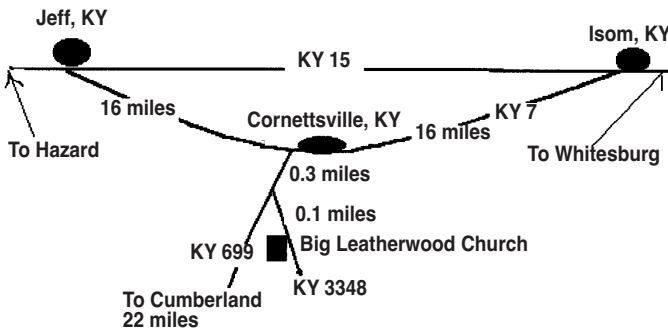 Jeff, KY
Isom, KY
KY 15
16 miles
KY 7
Cornettsville, KY
16 miles
To Hazard
To Whitesburg
0.3 miles
0.1 miles
KY 699
Big Leatherwood Church
KY 3348
To Cumberland
22 miles